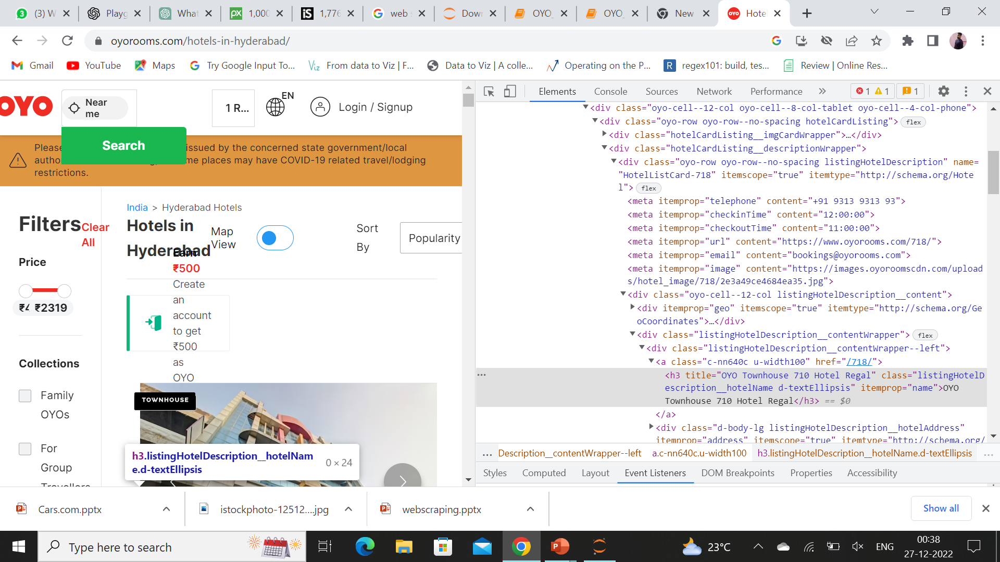 3 (3) W
Playg
What
px 1,000
iS 1,776
web s
Down
OYO_
OYO_
New
OYO Hotel
oyorooms.com/hotels-in-hyderabad/
Gmail
YouTube
Maps
Try Google Input To...
Viz From data to Viz | F...
Data to Viz | A colle...
Operating on the P...
R regex101: build, tes...
Review | Online Res...
OYO
Near
me
1 R...
EN
Login / Signup
Search
Please issued by the concerned state government/local
autho me places may have COVID-19 related travel/lodging
restrictions.
Filters
Clear
All
Price
₹4 ₹2319
Collections
Family
OYOs
For
Group
Travellers
India > Hyderabad Hotels
Hotels in
Hyderabad
Map
View
Sort
By
Popularity
Earn
₹500
Create
an
account
to get
₹500
as
OYO
TOWNHOUSE
h3.listingHotelDescription__hotelNam
e.d-textEllipsis
0 × 24
Elements Console Sources Network Performance » 1 1 1
<div class="oyo-cell--12-col oyo-cell--8-col-tablet oyo-cell--4-col-phone">
<div class="oyo-row oyo-row--no-spacing hotelCardListing"> flex
<div class="hotelCardListing__imgCardWrapper">…</div>
<div class="hotelCardListing__descriptionWrapper">
<div class="oyo-row oyo-row--no-spacing listingHotelDescription" name=
"HotelListCard-718" itemscope="true" itemtype="http://schema.org/Hote
l"> flex
<meta itemprop="telephone" content="+91 9313 9313 93">
<meta itemprop="checkinTime" content="12:00:00">
<meta itemprop="checkoutTime" content="11:00:00">
<meta itemprop="url" content="https://www.oyorooms.com/718/">
<meta itemprop="email" content="bookings@oyorooms.com">
<meta itemprop="image" content="https://images.oyoroomscdn.com/upload
s/hotel_image/718/2e3a49ce4684ea35.jpg">
<div class="oyo-cell--12-col listingHotelDescription__content">
<div itemprop="geo" itemscope="true" itemtype="http://schema.org/Ge
oCoordinates">…</div>
<div class="listingHotelDescription__contentWrapper"> flex
<div class="listingHotelDescription__contentWrapper--left">
<a class="c-nn640c u-width100" href="/718/">
... <h3 title="OYO Townhouse 710 Hotel Regal" class="listingHotelD
escription__hotelName d-textEllipsis" itemprop="name">OYO
Townhouse 710 Hotel Regal</h3> == $0
</a>
<div class="d-body-lg listingHotelDescription__hotelAddress"
itemprop="address" itemscope="true" itemtype="http://schema.org/
... Description__contentWrapper--left a.c-nn640c.u-width100 h3.listingHotelDescription__hotelName.d-textEllipsis ...
Styles Computed Layout Event Listeners DOM Breakpoints Properties Accessibility
Cars.com.pptx
istockphoto-12512....jpg
webscraping.pptx
Show all
Type here to search
23°C
ENG
00:38
27-12-2022